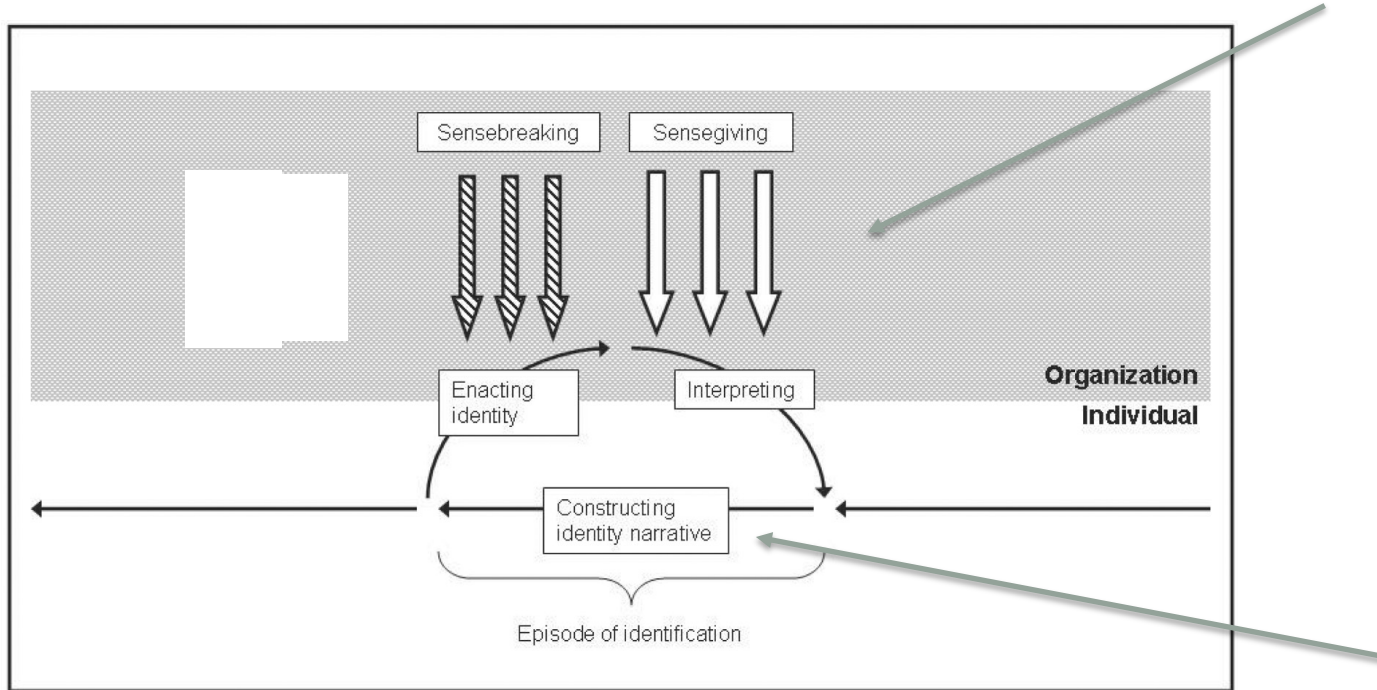 Sensebreaking
Sensegiving
Enacting
identity
Interpreting
Organization
Individual
Constructing
identity narrative
Episode of identification